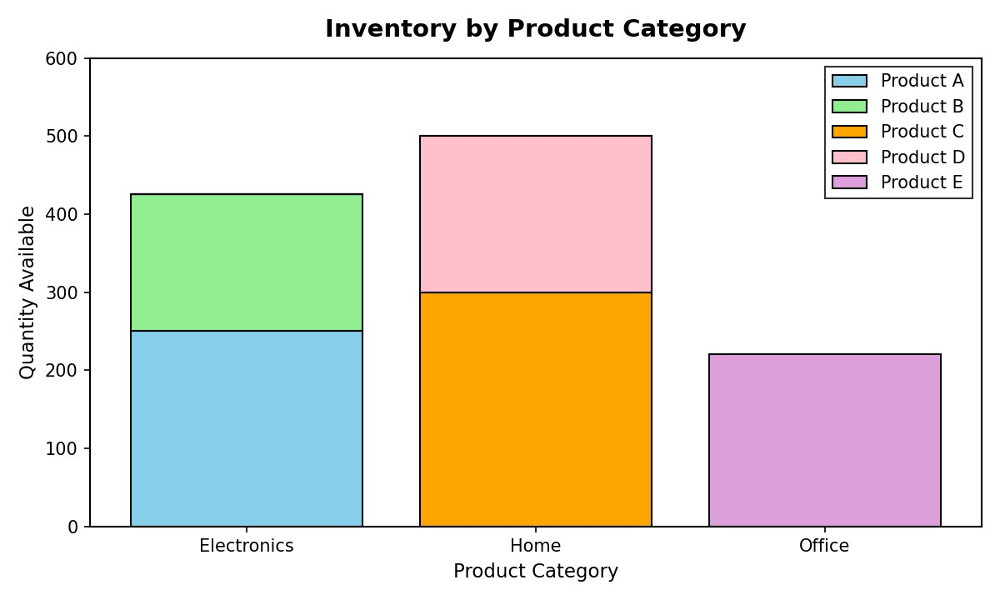 Inventory by Product Category
Quantity Available
600
500
400
300
200
100
0
Product A
Product B
Product C
Product D
Product E
Electronics
Home
Office
Product Category